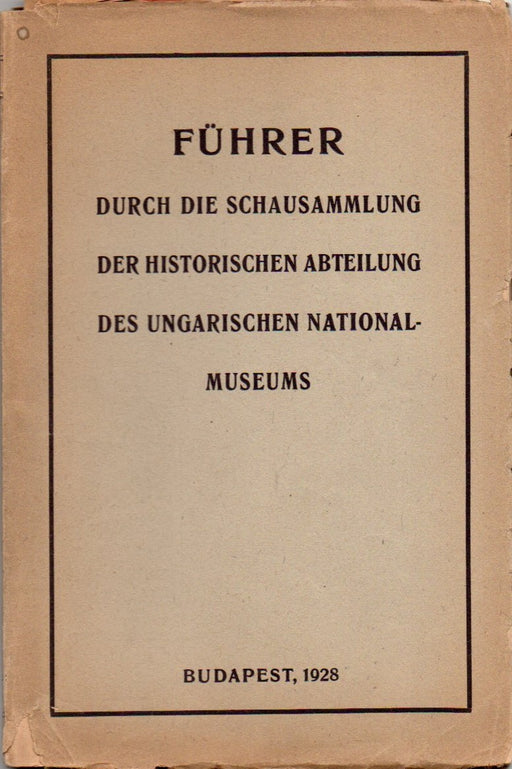 FÜHRER
DURCH DIE SCHAUSAMMLUNG
DER HISTORISCHEN ABTEILUNG
DES UNGARISCHEN NATIONAL-
MUSEUMS
BUDAPEST, 1928